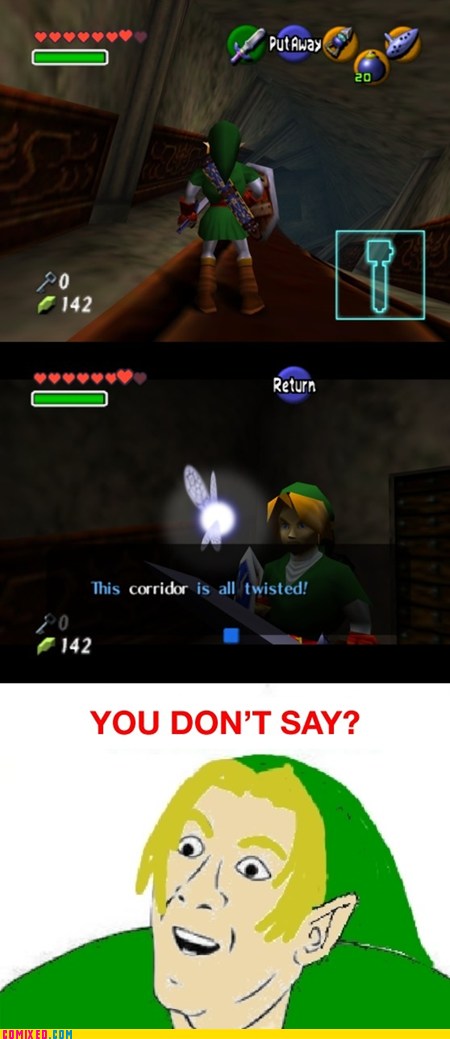 Put Away
20
0
142
Return
This corridor is all twisted!
0
142
YOU DON'T SAY?
COMIXED.COM